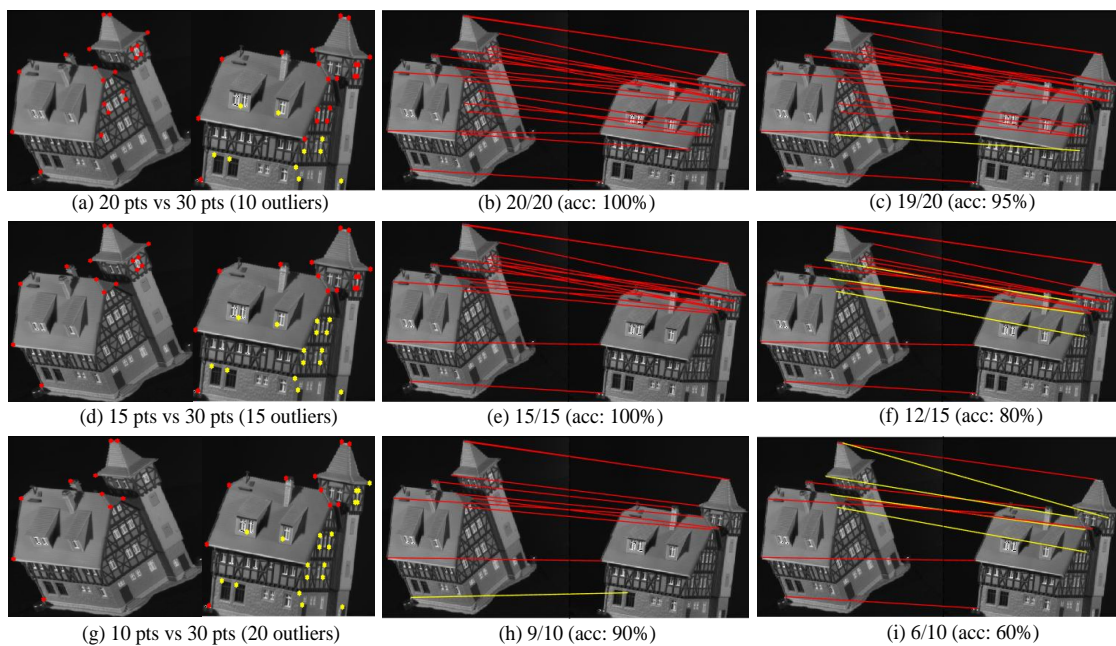 (a) 20 pts vs 30 pts (10 outliers)
(b) 20/20 (acc: 100%)
(c) 19/20 (acc: 95%)
(d) 15 pts vs 30 pts (15 outliers)
(e) 15/15 (acc: 100%)
(f) 12/15 (acc: 80%)
(g) 10 pts vs 30 pts (20 outliers)
(h) 9/10 (acc: 90%)
(i) 6/10 (acc: 60%)